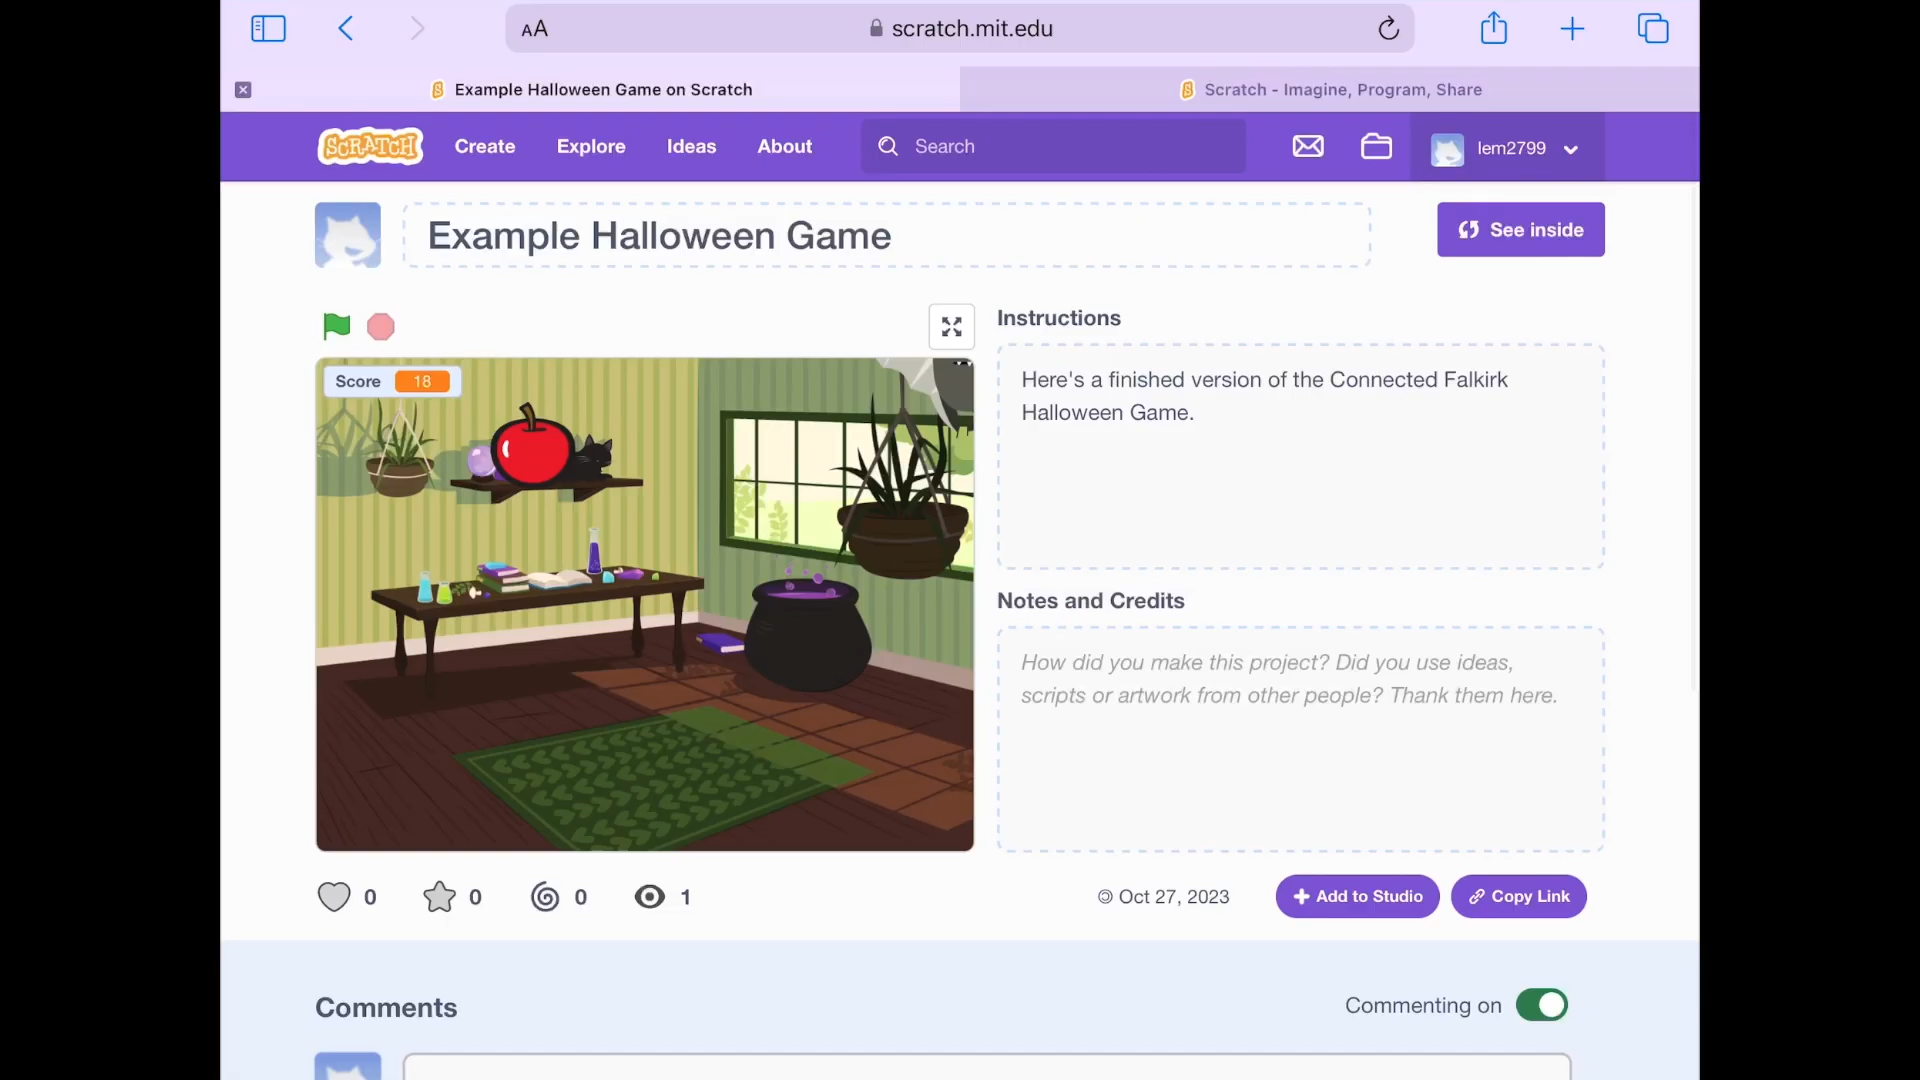 AA
scratch.mit.edu
Example Halloween Game on Scratch
Scratch - Imagine, Program, Share
SCRATCH
Create
Explore
Ideas
About
Search
lem2799
Example Halloween Game
See inside
Score 18
Instructions
Here's a finished version of the Connected Falkirk
Halloween Game.
Notes and Credits
How did you make this project? Did you use ideas,
scripts or artwork from other people? Thank them here.
0
0
0
1
© Oct 27, 2023
Add to Studio
Copy Link
Comments
Commenting on